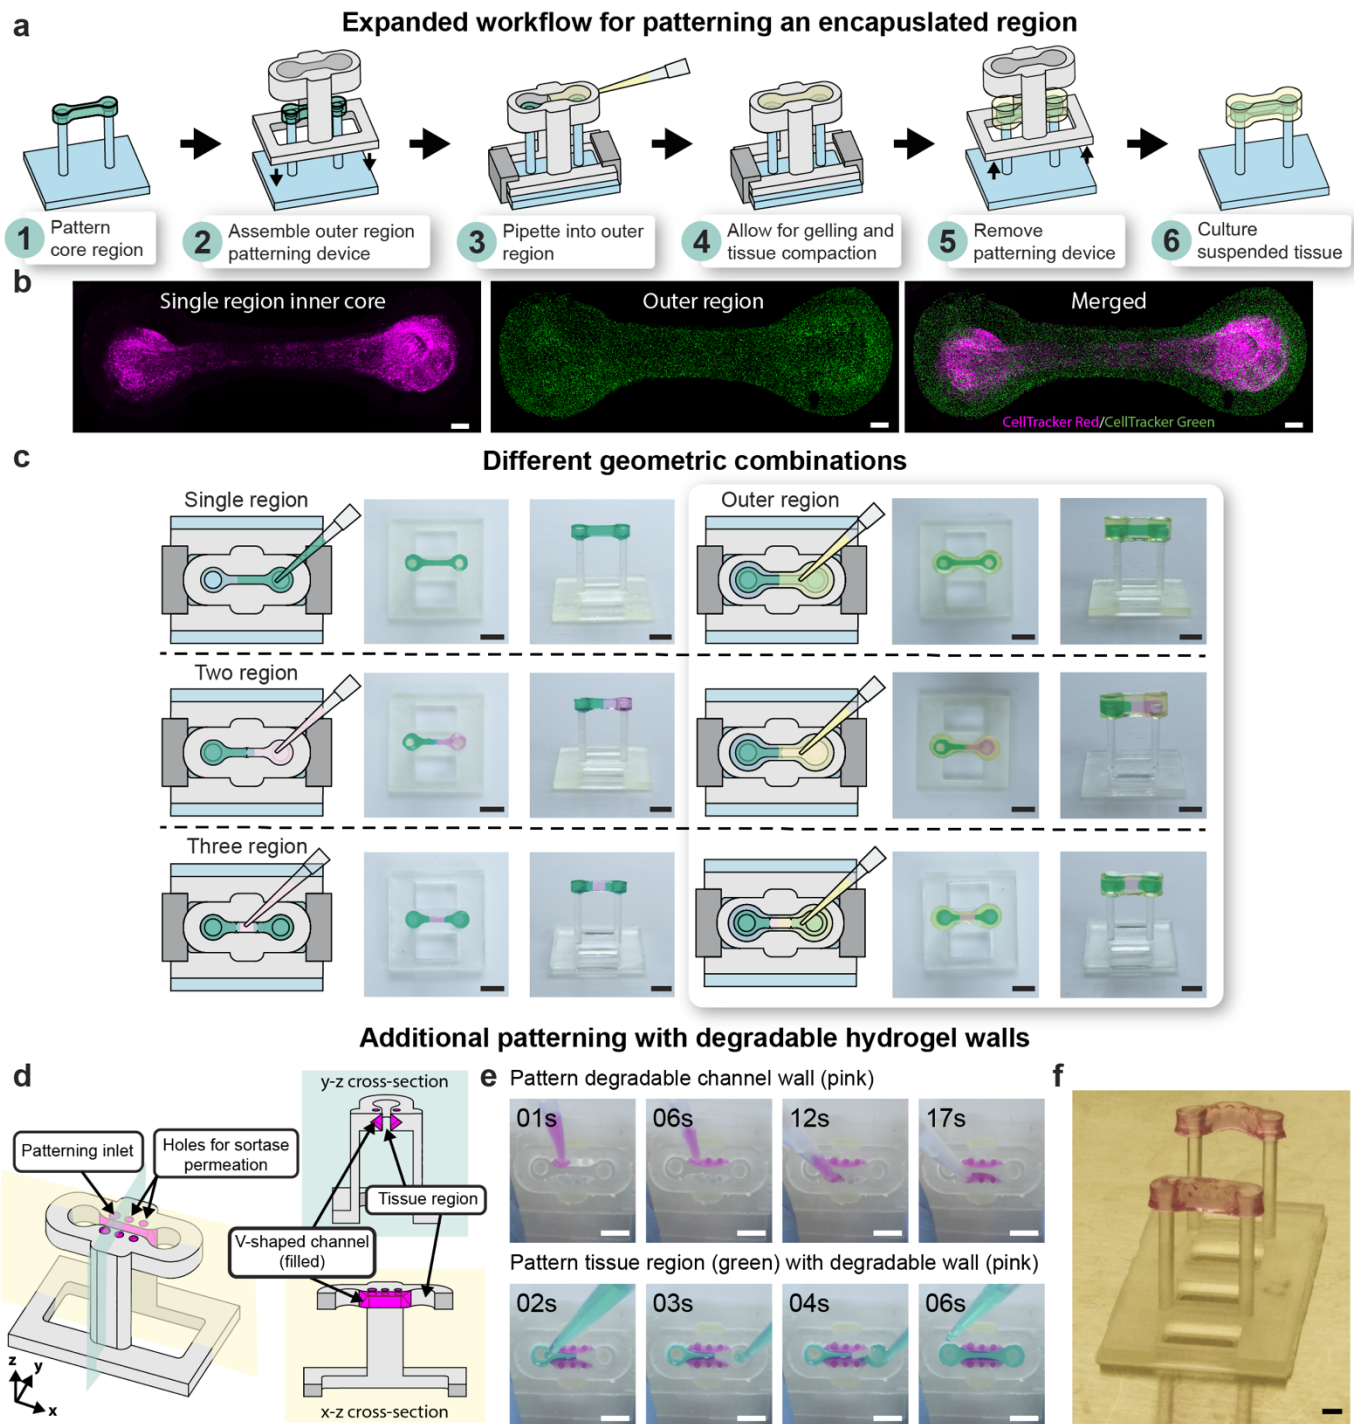 a
Expanded workflow for patterning an encapuslated region
1 Pattern
core region
2 Assemble outer region
patterning device
3 Pipette into outer
region
4 Allow for gelling and
tissue compaction
5 Remove
patterning device
6 Culture
suspended tissue
b
Single region inner core
Outer region
Merged
CellTracker Red/CellTracker Green
c
Different geometric combinations
Single region
Outer region
Two region
Three region
Additional patterning with degradable hydrogel walls
d
y-z cross-section
Patterning inlet
Holes for sortase
permeation
Tissue region
V-shaped channel
(filled)
z
y
x
x-z cross-section
e
Pattern degradable channel wall (pink)
01s
06s
12s
17s
Pattern tissue region (green) with degradable wall (pink)
02s
03s
04s
06s
f